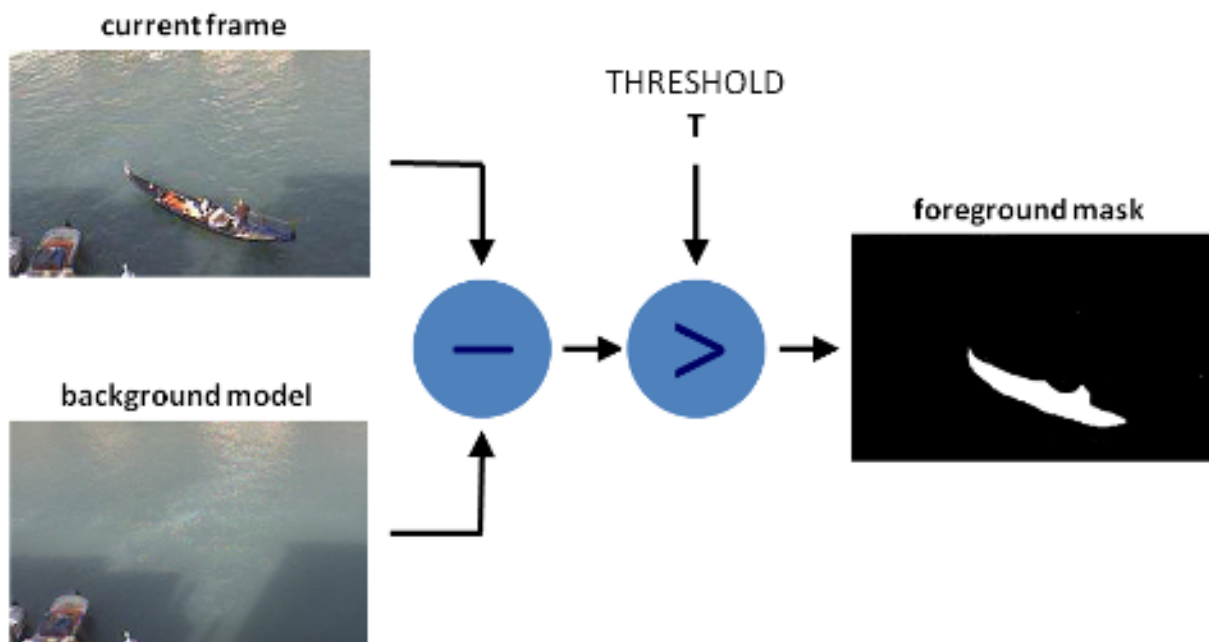 current frame
THRESHOLD
T
foreground mask
−
>
background model